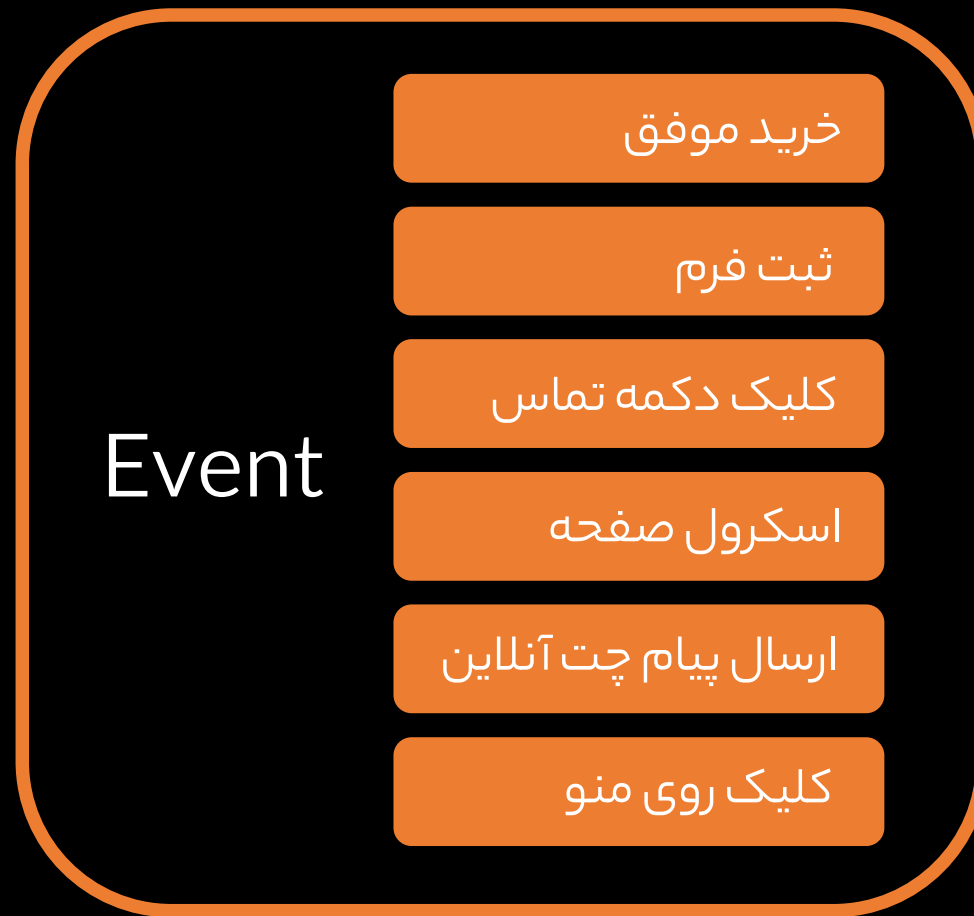 خرید موفق
ثبت فرم
کلیک دکمه تماس
Event
اسکرول صفحه
ارسال پیام چت آنلاین
کلیک روی منو